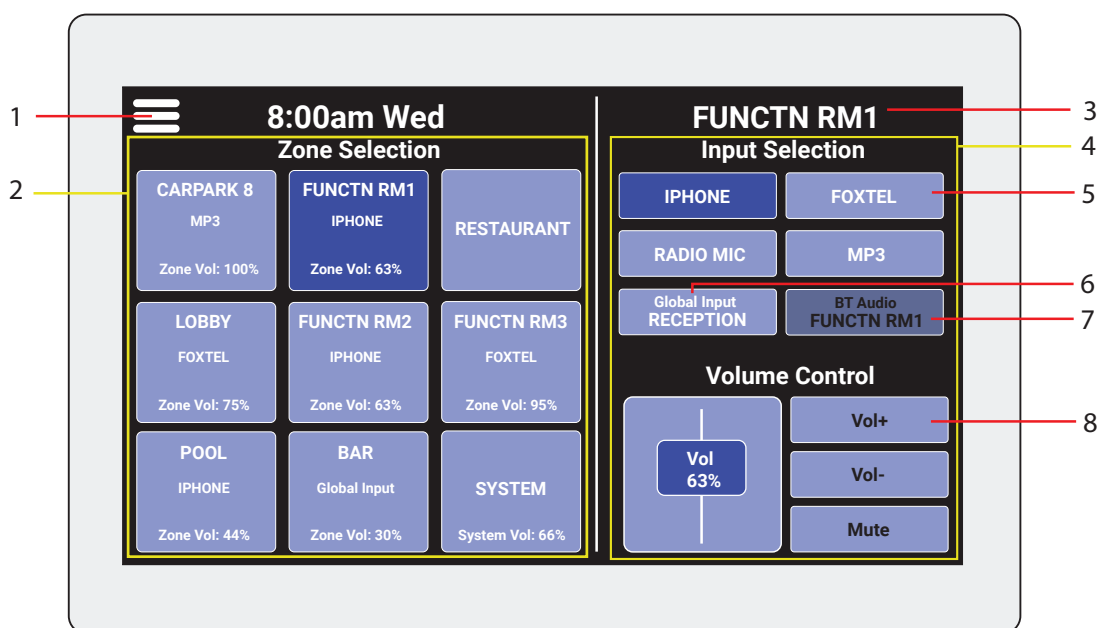 8:00am Wed
Zone Selection
CARPARK 8
MP3
Zone Vol: 100%
FUNCTN RM1
IPHONE
Zone Vol: 63%
RESTAURANT
LOBBY
FOXTEL
Zone Vol: 75%
FUNCTN RM2
IPHONE
Zone Vol: 63%
FUNCTN RM3
FOXTEL
Zone Vol: 95%
POOL
IPHONE
Zone Vol: 44%
BAR
Global Input
Zone Vol: 30%
SYSTEM
System Vol: 66%
FUNCTN RM1
Input Selection
IPHONE
FOXTEL
RADIO MIC
MP3
Global Input
RECEPTION
BT Audio
FUNCTN RM1
Volume Control
Vol
63%
Vol+
Vol-
Mute
1
2
3
4
5
6
7
8